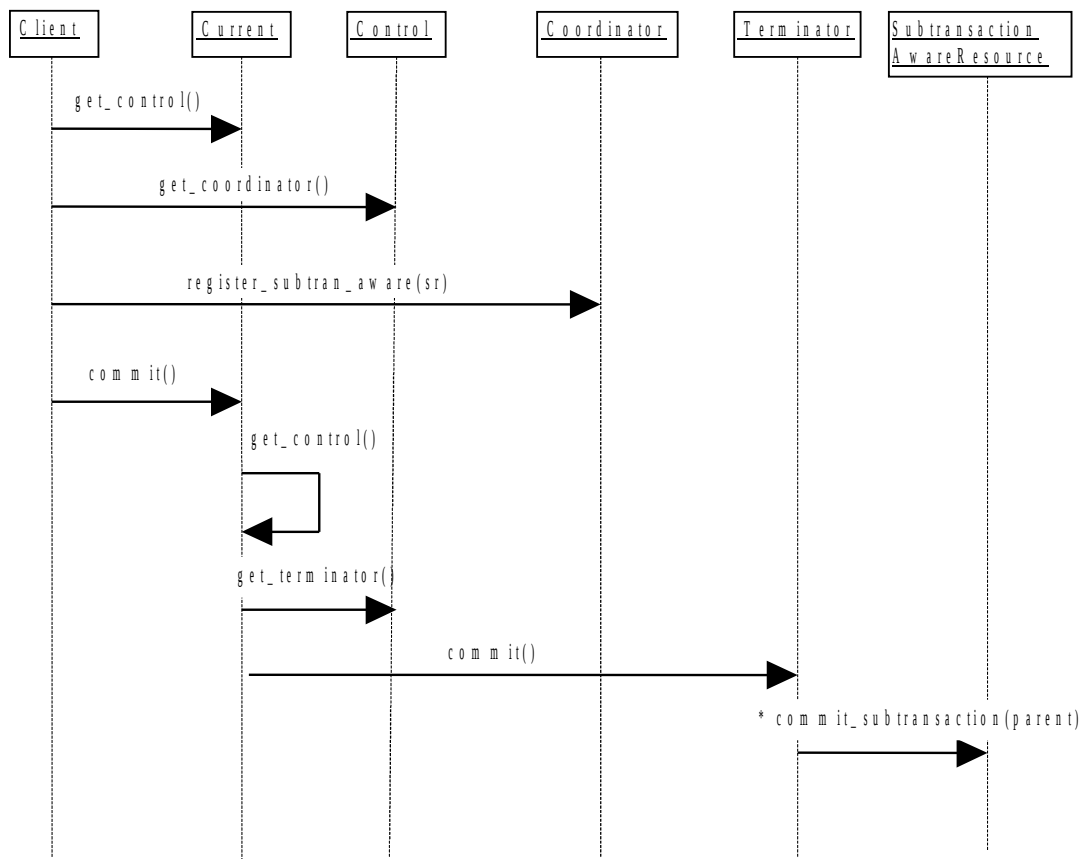 Client
Current
Control
Coordinator
Terminator
Subtransaction
AwareResource
get_control()
get_coordinator()
register_subtran_aware(sr)
commit()
get_control()
get_terminator()
commit()
* commit_subtransaction(parent)